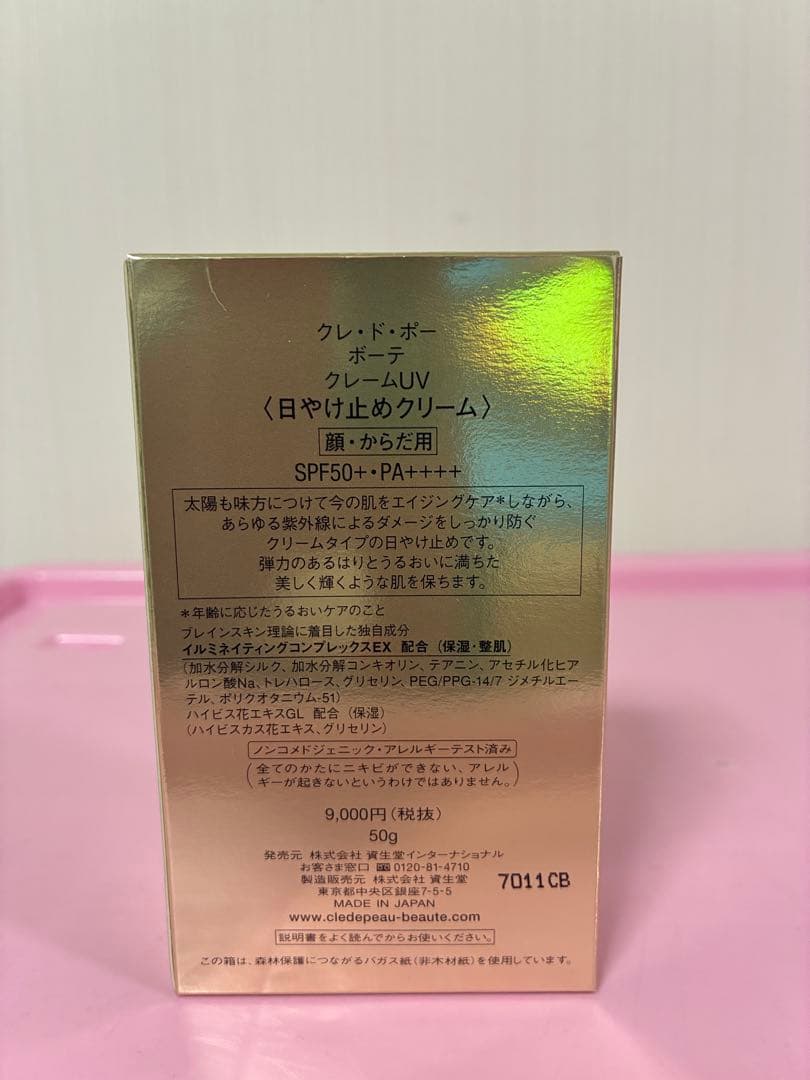 クレ・ド・ポー
ボーテ
クレームUV
〈日やけ止めクリーム〉
顔・からだ用
SPF50+・PA++++
太陽も味方につけて今の肌をエイジングケア*しながら、
あらゆる紫外線によるダメージをしっかり防ぐ
クリームタイプの日やけ止めです。
弾力のあるはりとうるおいに満ちた
美しく輝くような肌を保ちます。
*年齢に応じたうるおいケアのこと
ブレインスキン理論に着目した独自成分
イルミネイティングコンプレックスEX 配合（保湿・整肌）
（加水分解シルク、加水分解コンキオリン、テアニン、アセチル化ヒア
ルロン酸Na、トレハロース、グリセリン、PEG/PPG-14/7 ジメチルエー
テル、ポリクオタニウム-51）
ハイビス花エキスGL 配合（保湿）
（ハイビスカス花エキス、グリセリン）
ノンコメドジェニック・アレルギーテスト済み
（全てのかたにニキビができない、アレル
ギーが起きないというわけではありません。）
9,000円（税抜）
50g
発売元 株式会社 資生堂インターナショナル
お客さま窓口 0120-81-4710
製造販売元 株式会社 資生堂
東京都中央区銀座7-5-5
7011CB
MADE IN JAPAN
www.cledepeau-beaute.com
説明書をよく読んでからお使いください。
この箱は、森林保護につながるバガス紙（非木材紙）を使用しています。